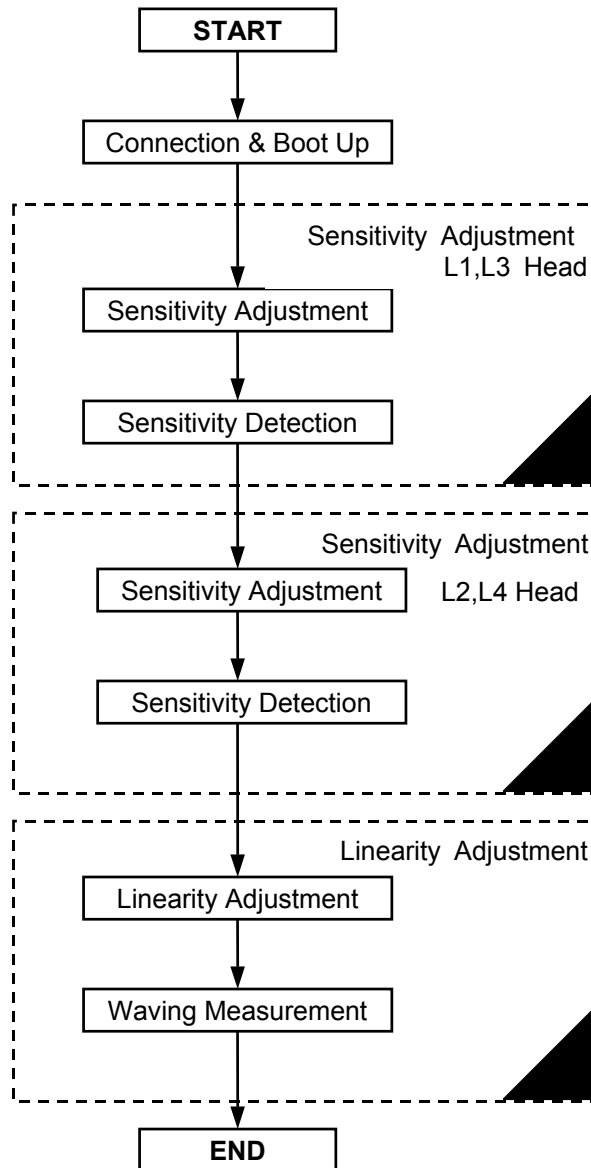 START
Connection & Boot Up
Sensitivity Adjustment
L1,L3 Head
Sensitivity Adjustment
Sensitivity Detection
Sensitivity Adjustment
Sensitivity Adjustment
L2,L4 Head
Sensitivity Detection
Linearity Adjustment
Linearity Adjustment
Waving Measurement
END